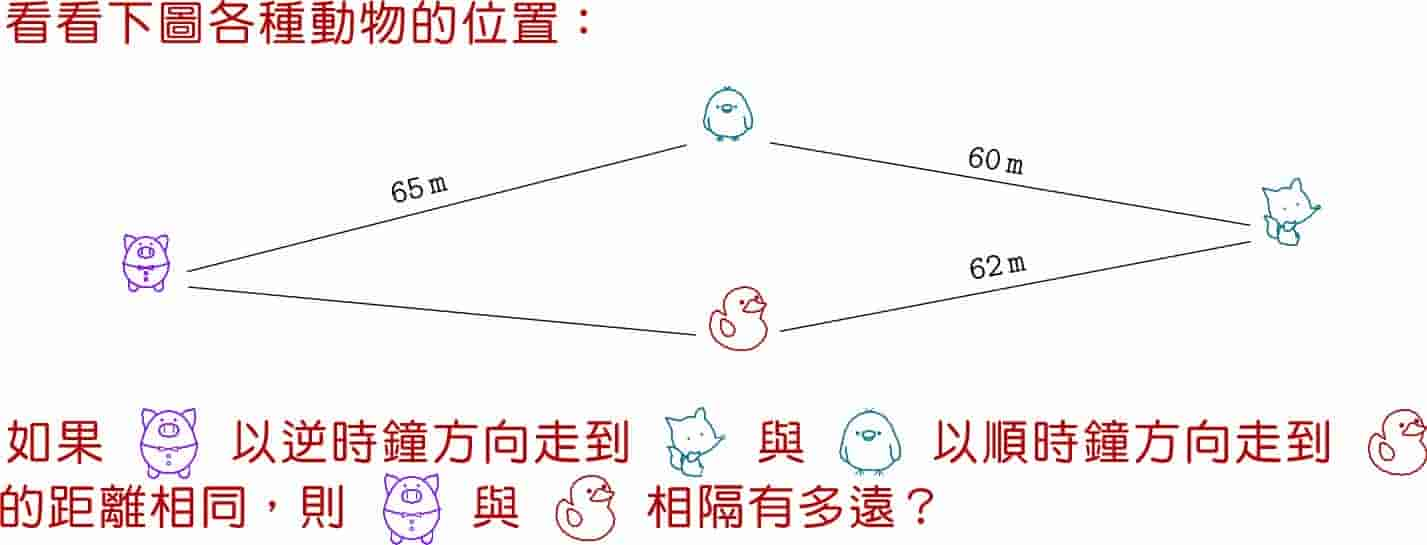 看看下圖各種動物的位置：
65 m
60 m
62 m
如果 以逆時鐘方向走到 與 以順時鐘方向走到
的距離相同，則 與 相隔有多遠？